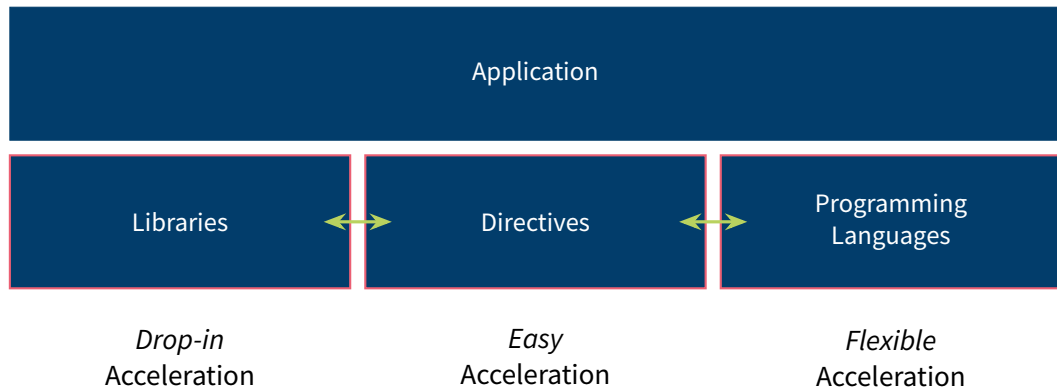 Application
Libraries
Directives
Programming
Languages
Drop-in
Acceleration
Easy
Acceleration
Flexible
Acceleration